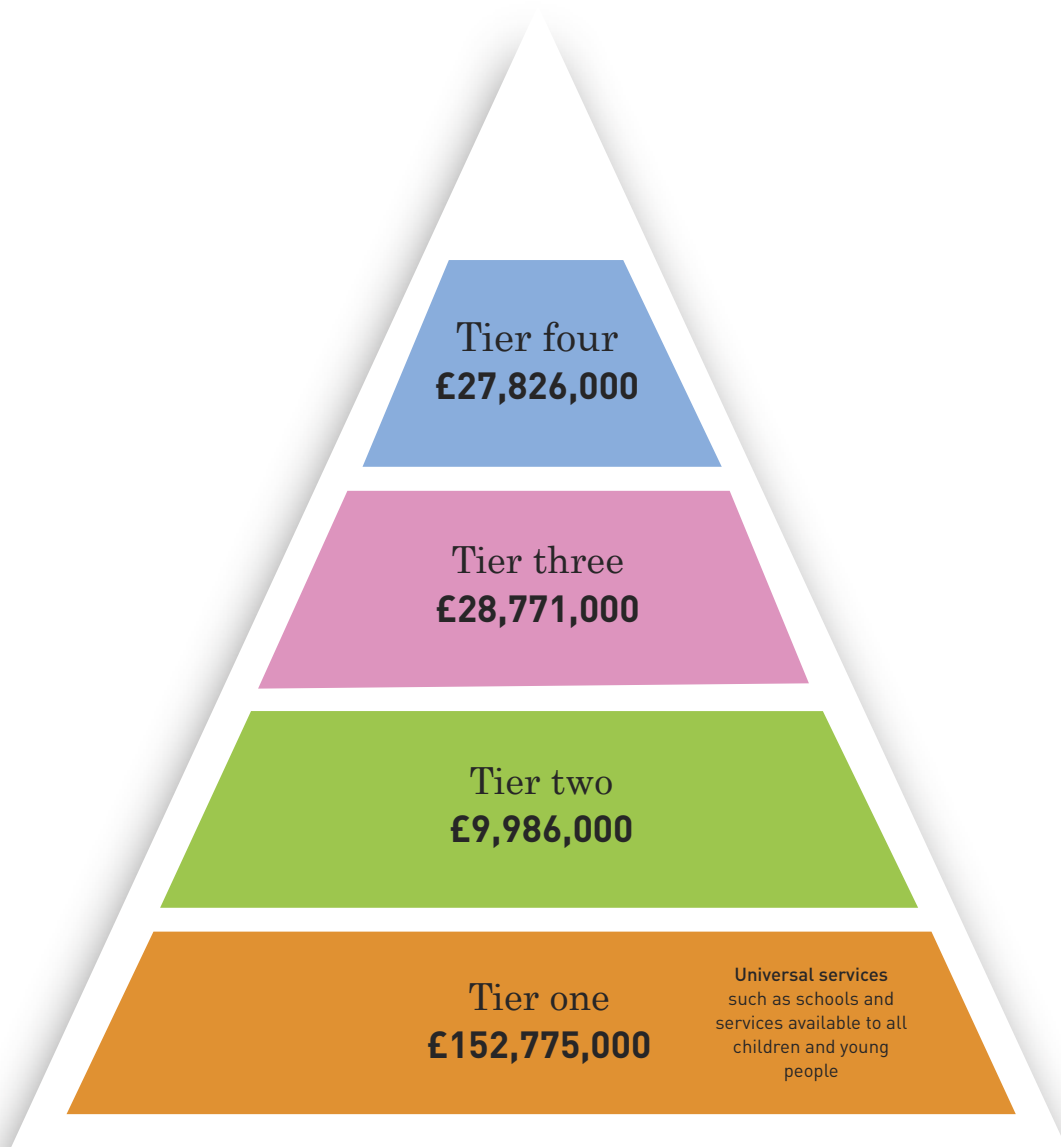 Tier four
£27,826,000
Tier three
£28,771,000
Tier two
£9,986,000
Tier one
£152,775,000
Universal services
such as schools and
services available to all
children and young
people